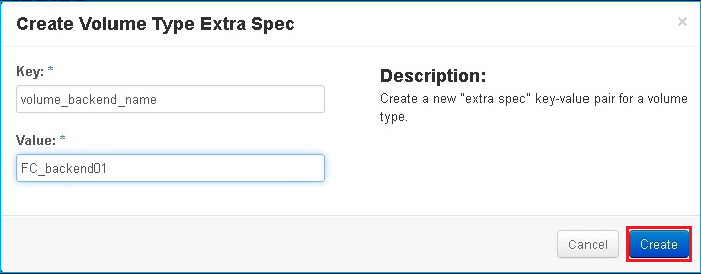 Create Volume Type Extra Spec
×
Key: *
volume_backend_name
Value: *
FC_backend01
Description:
Create a new "extra spec" key-value pair for a volume
type.
Cancel
Create